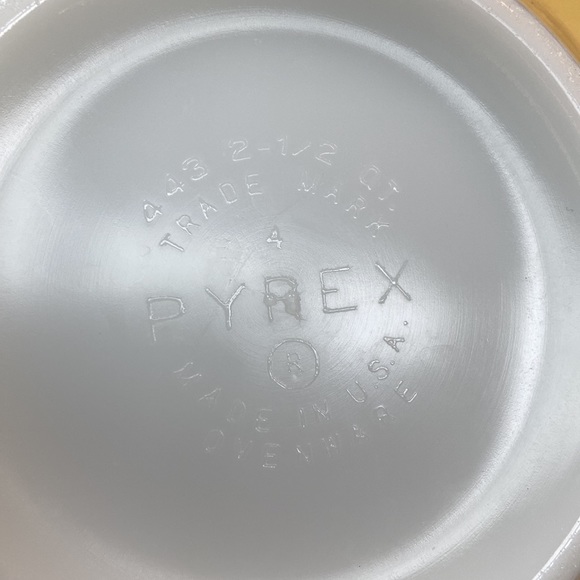 443 2-1/2 QT.
TRADE MARK
4
PYREX
®
MADE IN U.S.A.
OVENWARE